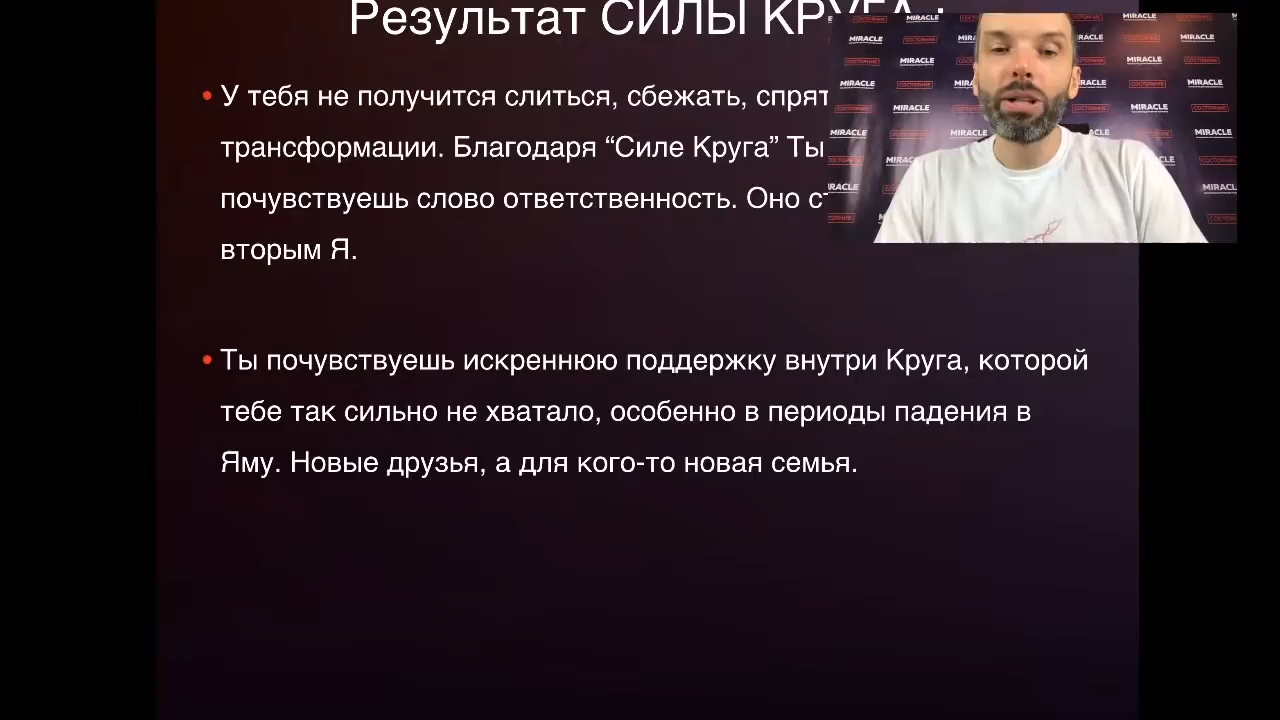 Результат СИЛЫ КРУГА :
• У тебя не получится слиться, сбежать,
трансформации. Благодаря “Силе Круга” Ты
почувствуешь слово ответственность. Оно
вторым Я.
• Ты почувствуешь искреннюю поддержку внутри Круга, которой
тебе так сильно не хватало, особенно в периоды падения в
Яму. Новые друзья, а для кого-то новая семья.
MIRACLE
СОСТОЯНИЕ